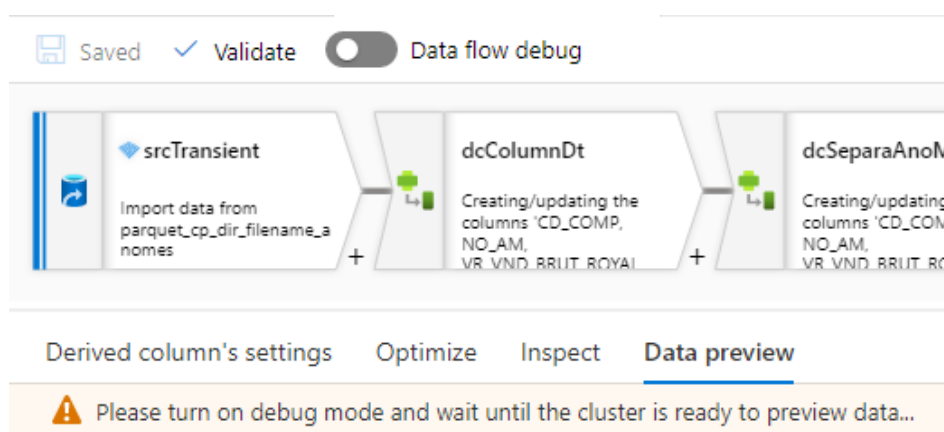 Saved Validate Data flow debug
srcTransient
Import data from
parquet_cp_dir_filename_a
nomes
+
dcColumnDt
Creating/updating the
columns 'CD_COMP,
NO_AM,
VR_VND_BRUT_ROYAL
+
dcSeparaAnoM
Creating/updating
columns 'CD_COM
NO_AM,
VR_VND_BRUT_RO
Derived column's settings Optimize Inspect Data preview
Please turn on debug mode and wait until the cluster is ready to preview data...